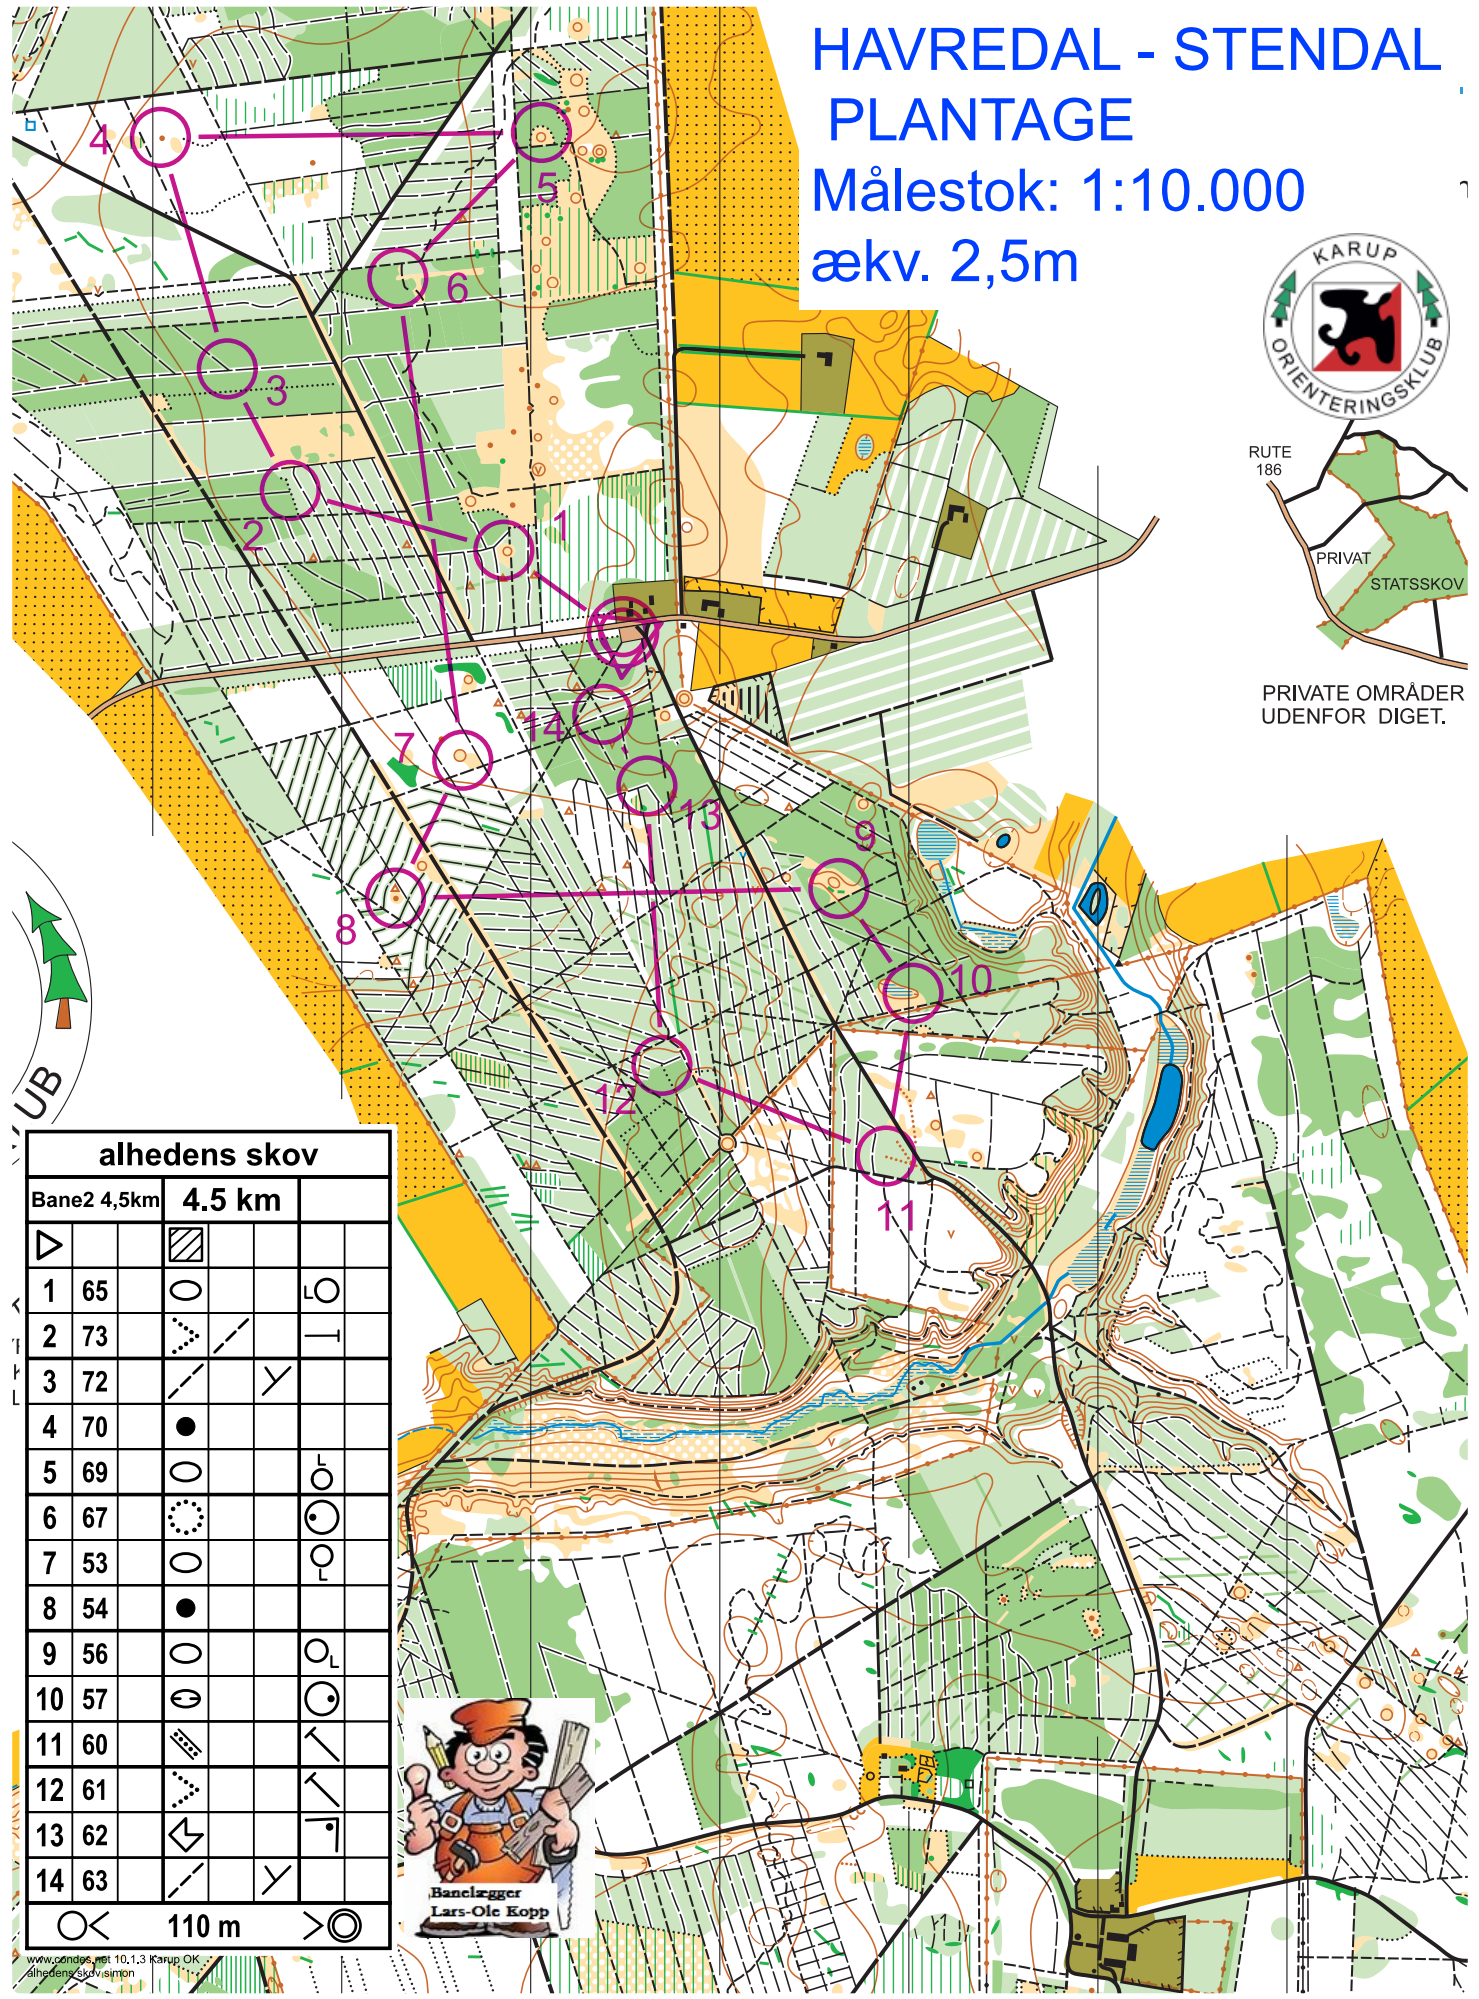 HAVREDAL - STENDAL
PLANTAGE
Målestok: 1:10.000
ækv. 2,5m
KARUP
ORIENTERINGSKLUB
RUTE
186
PRIVAT
STATSSKOV
PRIVATE OMRÅDER
UDENFOR DIGET.
4
5
6
3
2
1
14
7
13
9
8
10
12
11
UB
alhedens skov
Bane2 4,5km 4.5 km
1 65
2 73
3 72
4 70
5 69
6 67
7 53
8 54
9 56
10 57
11 60
12 61
13 62
14 63
110 m
Banelægger
Lars-Ole Kopp
www.condes.net 10.1.3 Karup OK
alhedens skov simon